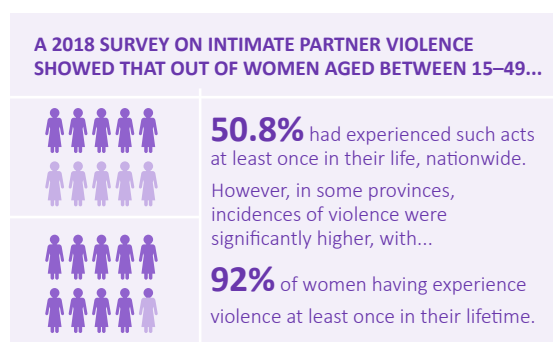 A 2018 SURVEY ON INTIMATE PARTNER VIOLENCE
SHOWED THAT OUT OF WOMEN AGED BETWEEN 15–49...
50.8% had experienced such acts
at least once in their life, nationwide.
However, in some provinces,
incidences of violence were
significantly higher, with...
92% of women having experience
violence at least once in their lifetime.